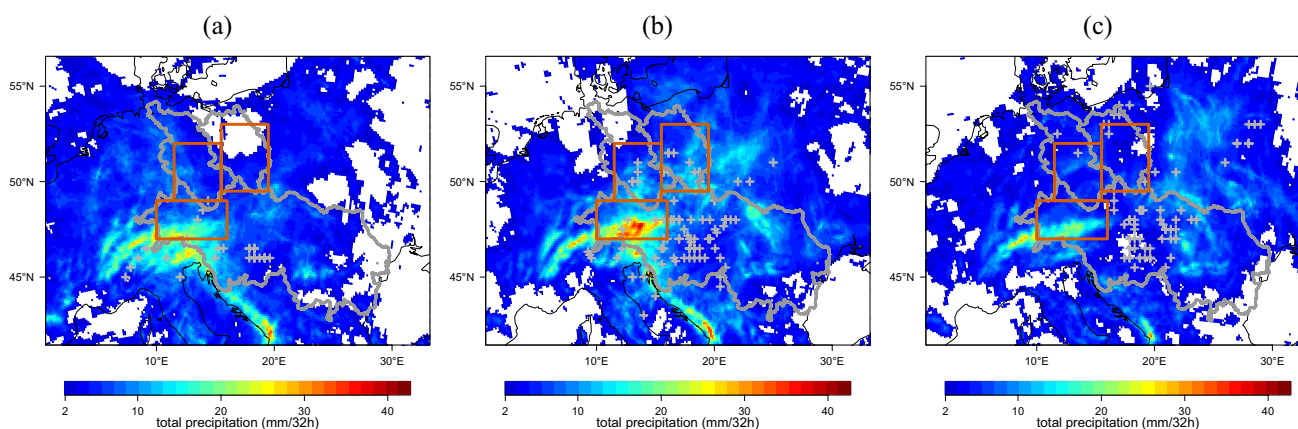 (a) (b) (c)
55°N 55°N 55°N
50°N 50°N 50°N
45°N 45°N 45°N
10°E 20°E 30°E 10°E 20°E 30°E 10°E 20°E 30°E
2 10 20 30 40 2 10 20 30 40 2 10 20 30 40
total precipitation (mm/32h) total precipitation (mm/32h) total precipitation (mm/32h)